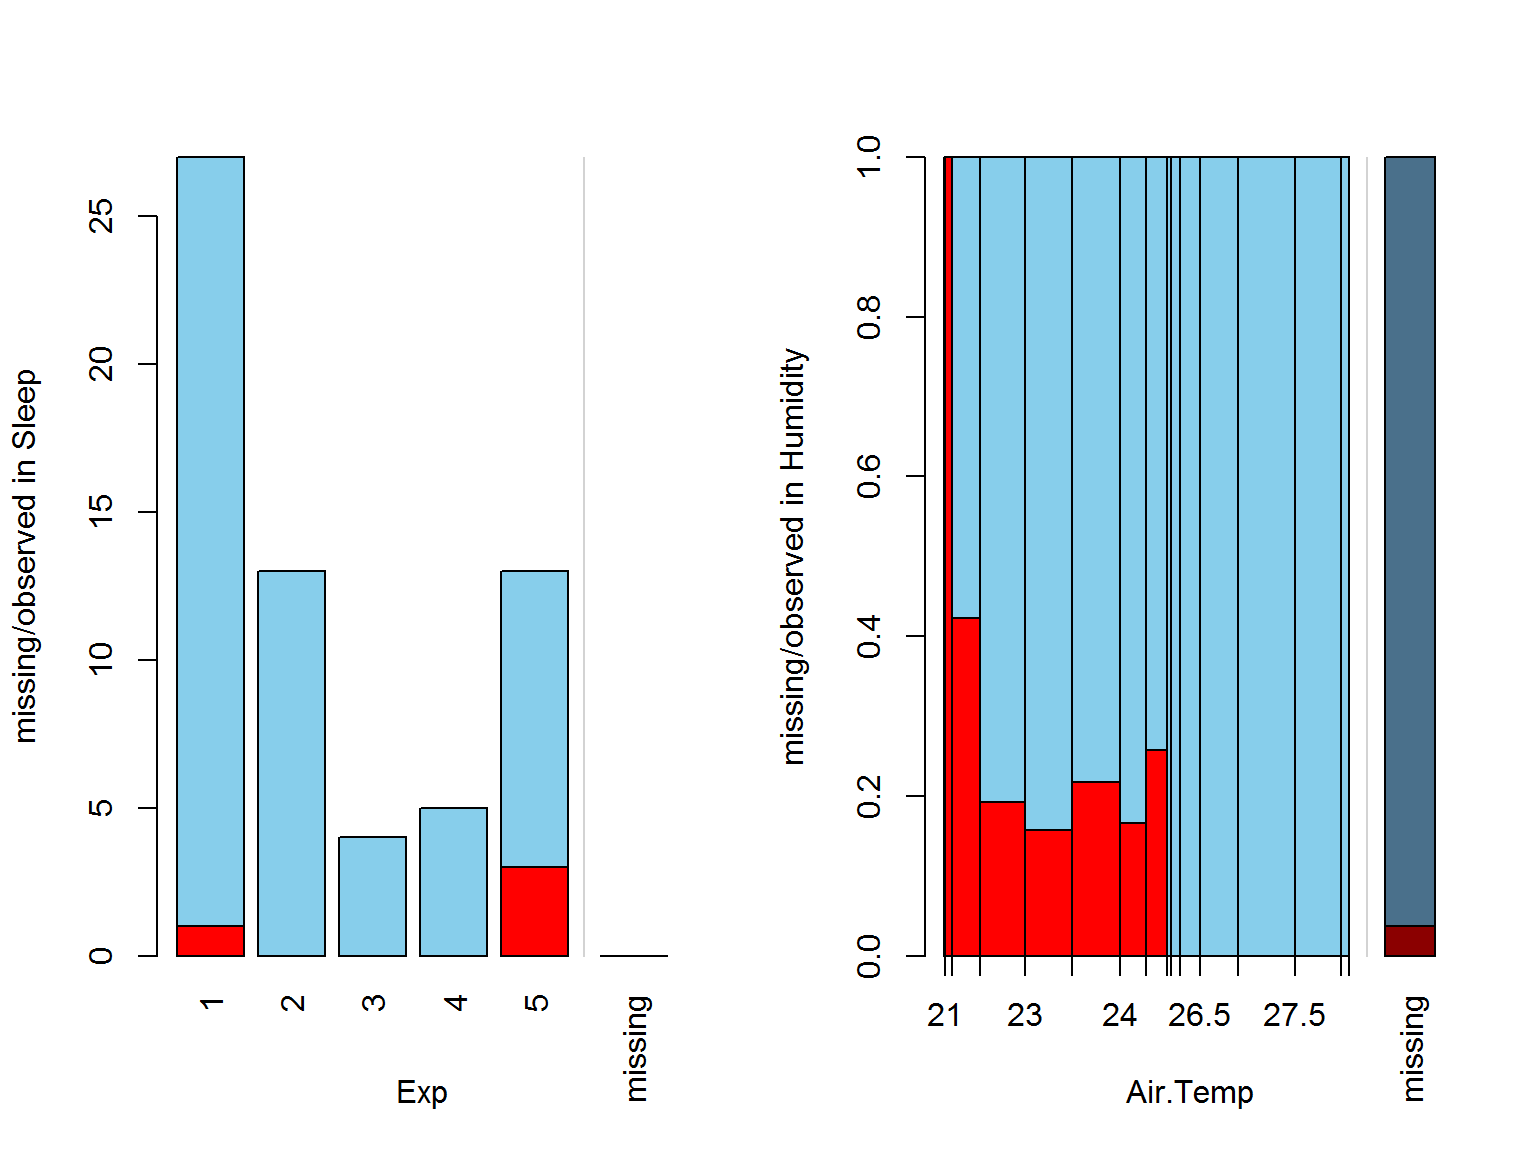 missing/observed in Sleep
25
20
15
10
5
0
1 2 3 4 5 missing
Exp
missing/observed in Humidity
1.0
0.8
0.6
0.4
0.2
0.0
21 23 24 26.5 27.5 missing
Air.Temp